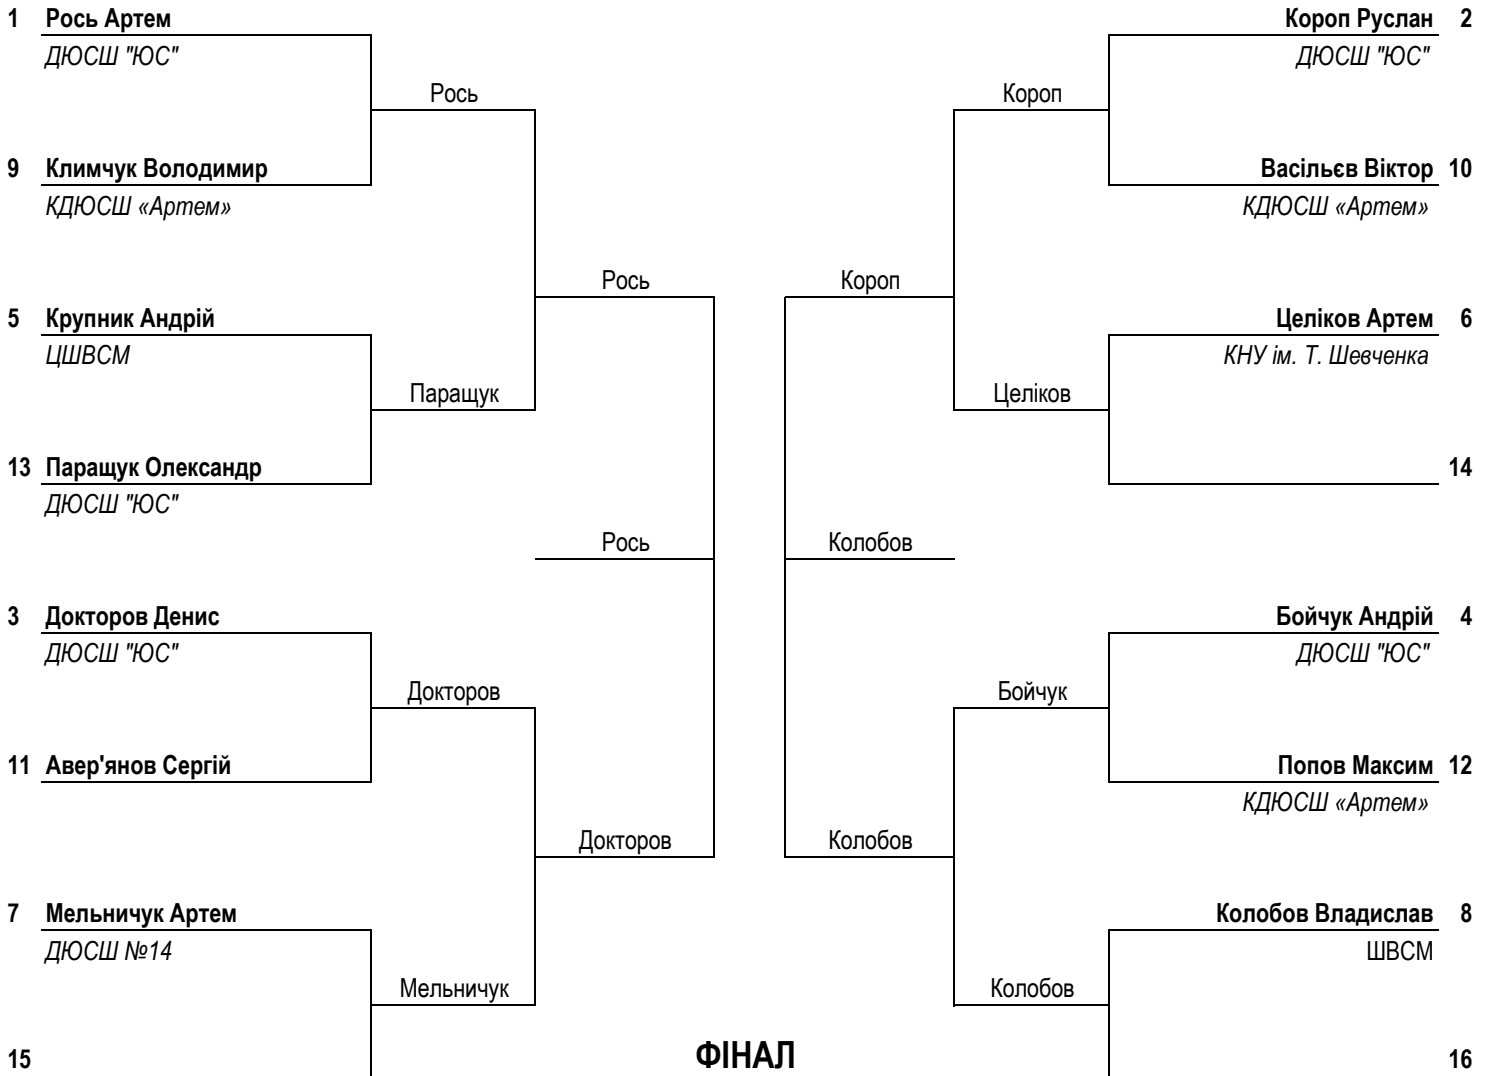 1 Рось Артем Короп Руслан 2
ДЮСШ "ЮС" ДЮСШ "ЮС"
Рось Короп
9 Климчук Володимир Васільєв Віктор 10
КДЮСШ «Артем» КДЮСШ «Артем»
Рось Короп
5 Крупник Андрій Целіков Артем 6
ЦШВСМ КНУ ім. Т. Шевченка
Паращук Целіков
13 Паращук Олександр 14
ДЮСШ "ЮС"
Рось Колобов
3 Докторов Денис Бойчук Андрій 4
ДЮСШ "ЮС" ДЮСШ "ЮС"
Докторов Бойчук
11 Авер'янов Сергій Попов Максим 12
КДЮСШ «Артем»
Докторов Колобов
7 Мельничук Артем Колобов Владислав 8
ДЮСШ №14 ШВСМ
Мельничук Колобов
15 ФІНАЛ 16